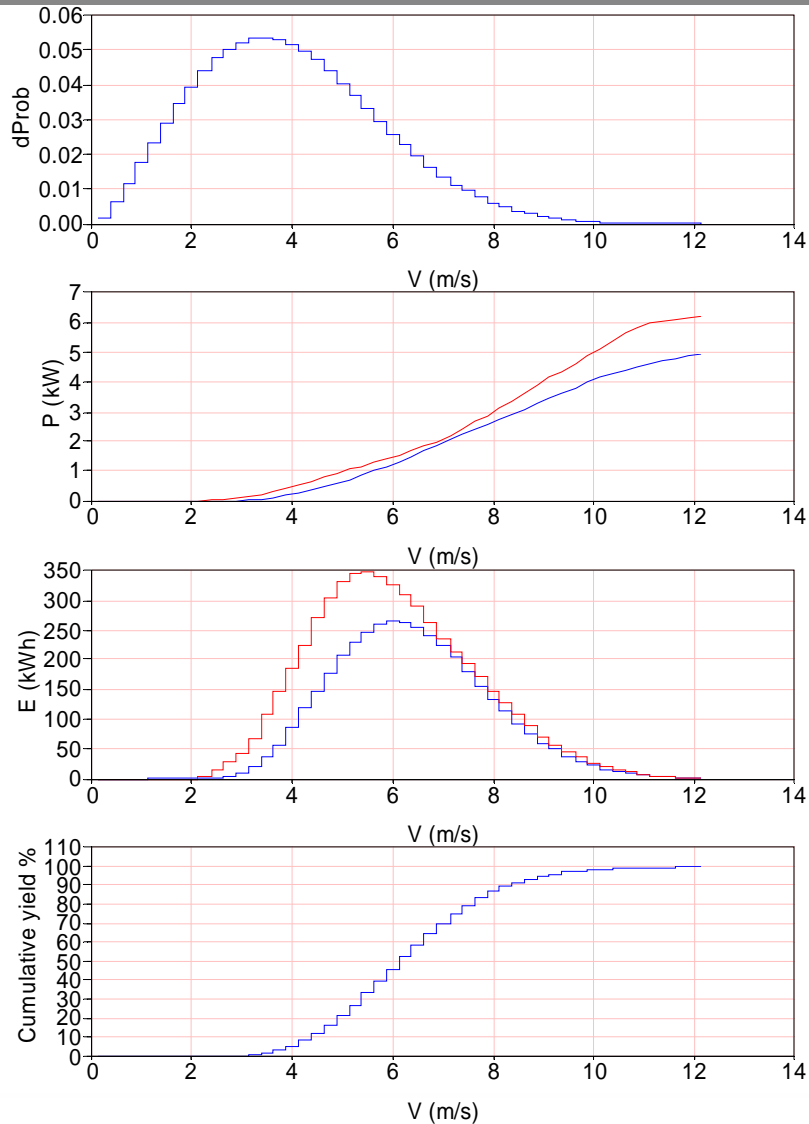 dProb
0.06
0.05
0.04
0.03
0.02
0.01
0.00
0 2 4 6 8 10 12 14
V (m/s)
P (kW)
7
6
5
4
3
2
1
0
0 2 4 6 8 10 12 14
V (m/s)
E (kWh)
350
300
250
200
150
100
50
0
0 2 4 6 8 10 12 14
V (m/s)
Cumulative yield %
110
100
90
80
70
60
50
40
30
20
10
0
0 2 4 6 8 10 12 14
V (m/s)